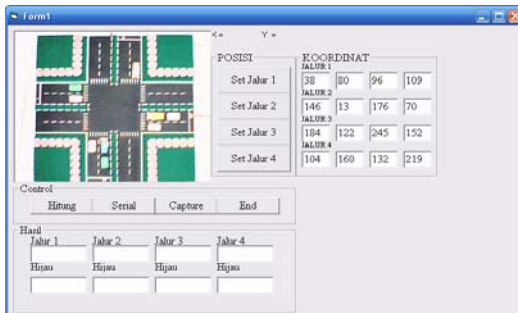 Form1
X = Y =
POSISI
Set Jalur 1
Set Jalur 2
Set Jalur 3
Set Jalur 4
KOORDINAT
JALUR 1
38 80 96 109
JALUR 2
146 13 176 70
JALUR 3
184 122 245 152
JALUR 4
104 160 132 219
Control
Hitung Serial Capture End
Hasil
Jalur 1 Jalur 2 Jalur 3 Jalur 4
Hijau Hijau Hijau Hijau